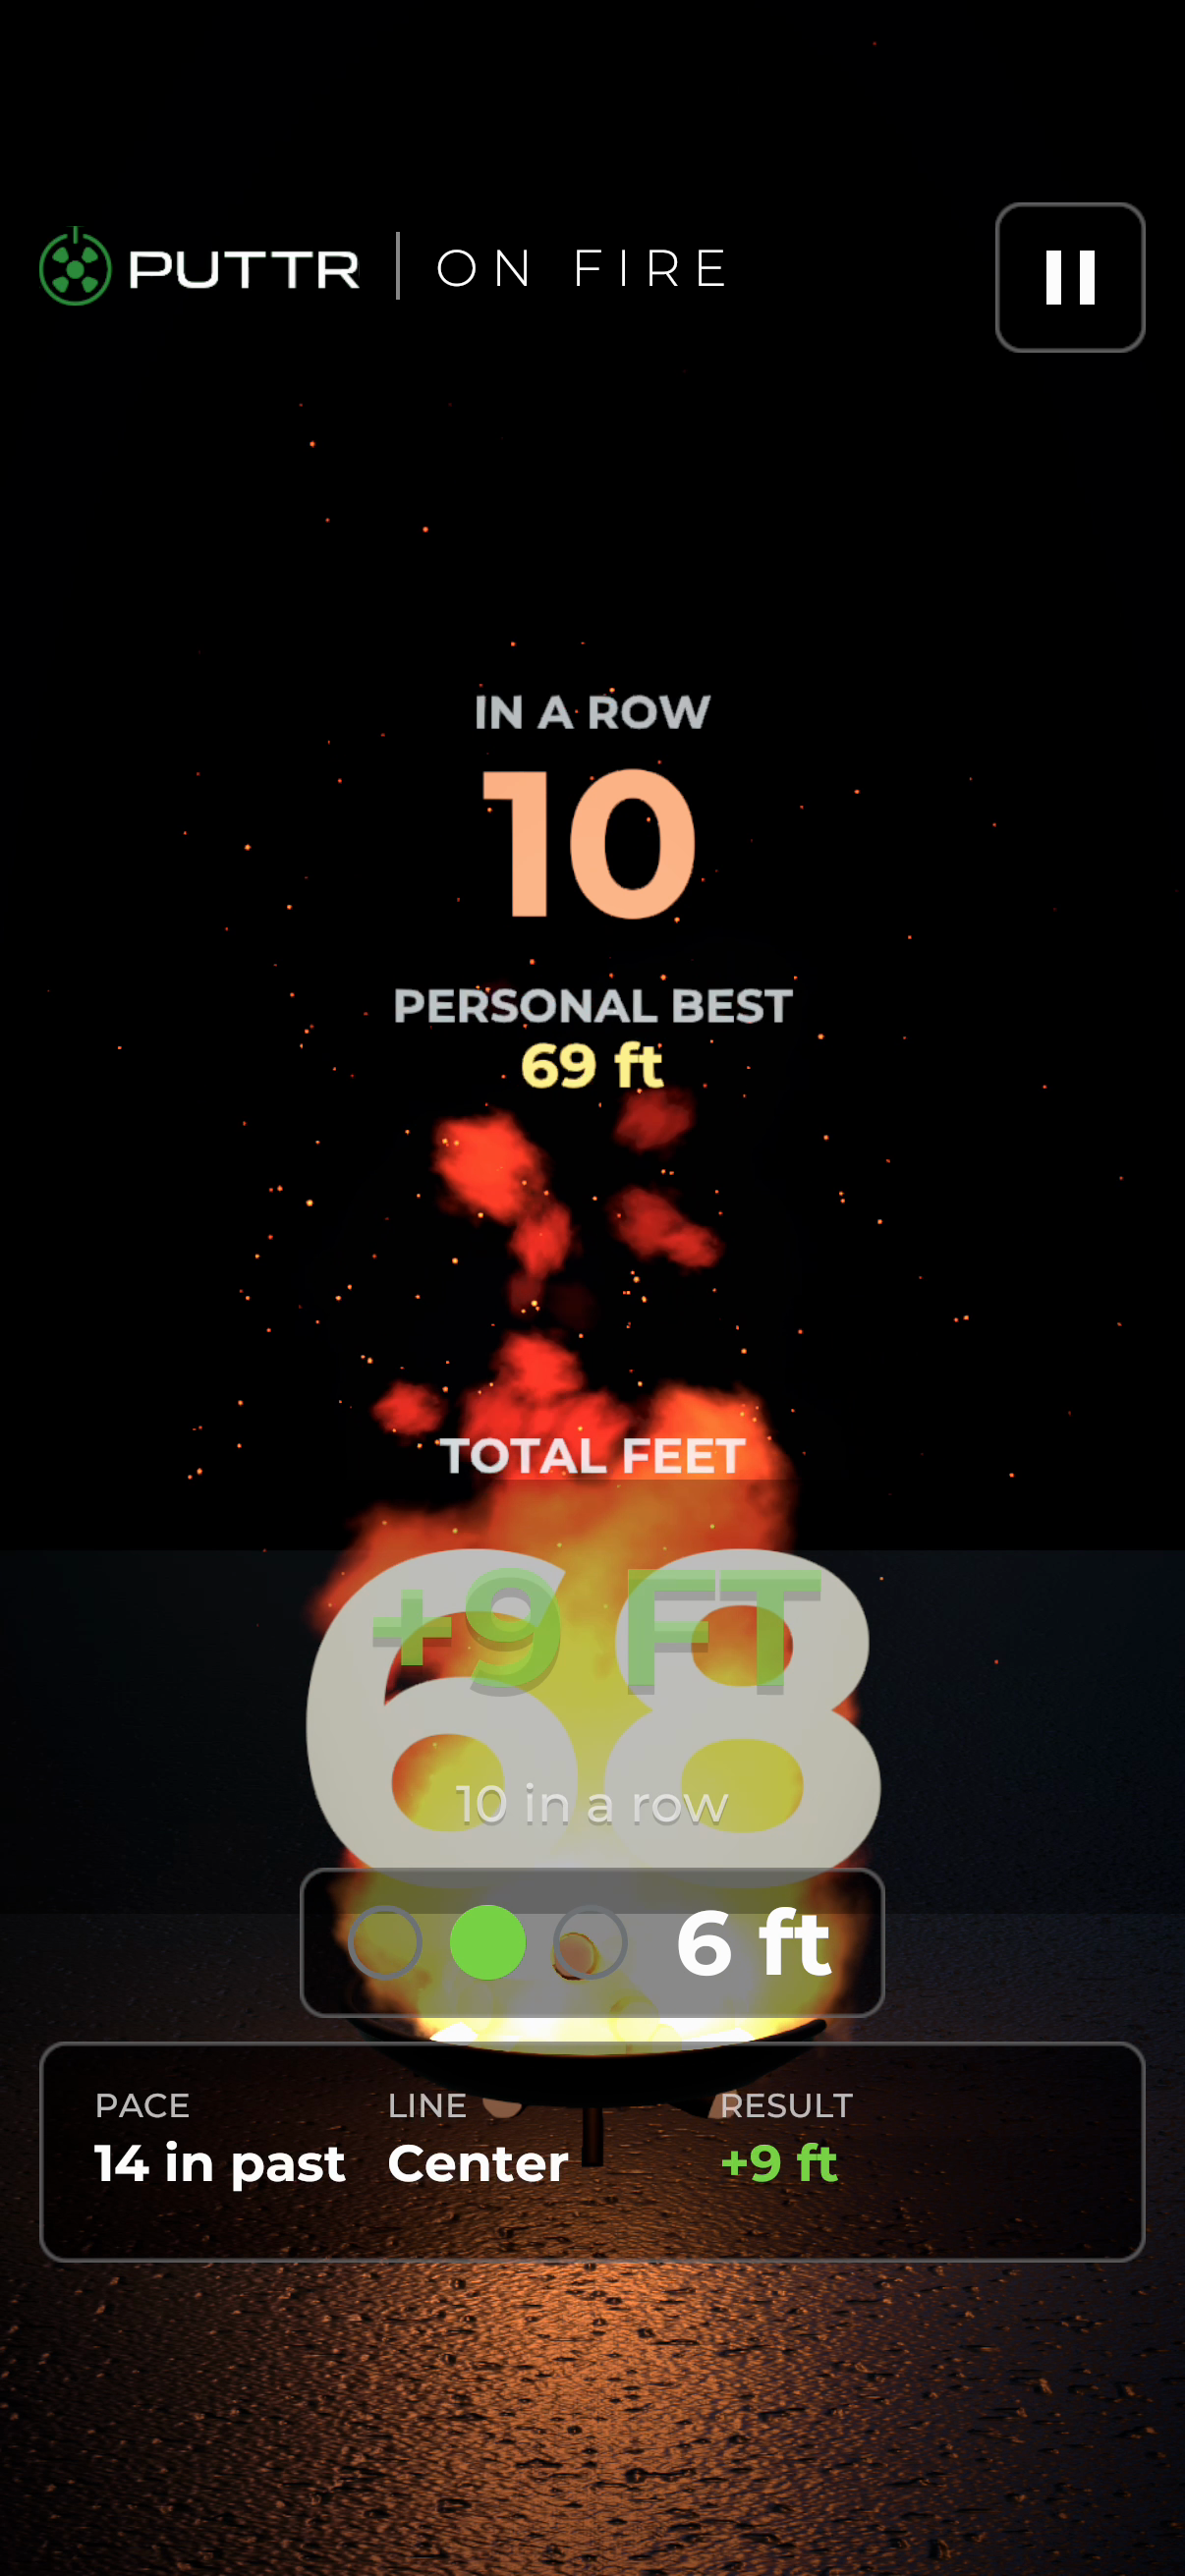 PUTTR | ON FIRE
IN A ROW
10
PERSONAL BEST
69 ft
TOTAL FEET
68
+9 FT
10 in a row
6 ft
PACE LINE RESULT
14 in past Center +9 ft